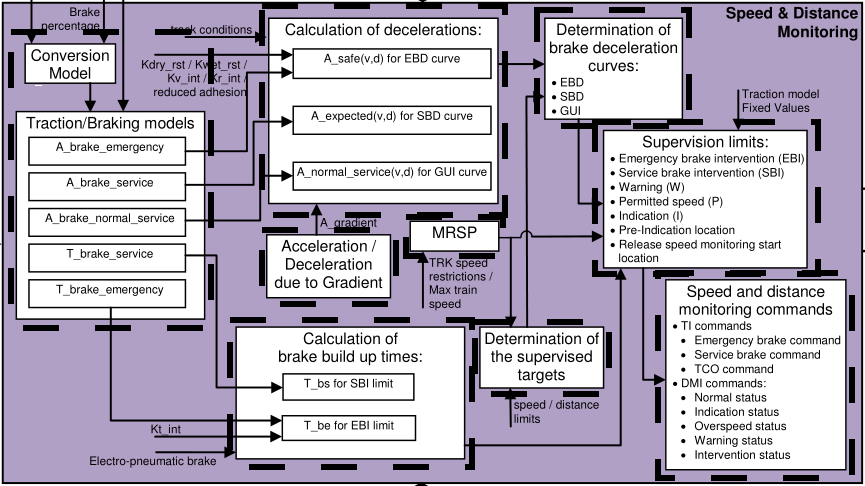 Speed & Distance
Monitoring
Brake
percentage
track conditions
Kdry_rst / Kwet_rst /
Kv_int / Kr_int /
reduced adhesion
Conversion
Model
Traction/Braking models
A_brake_emergency
A_brake_service
A_brake_normal_service
T_brake_service
T_brake_emergency
Calculation of decelerations:
A_safe(v,d) for EBD curve
A_expected(v,d) for SBD curve
A_normal_service(v,d) for GUI curve
A_gradient
Acceleration /
Deceleration
due to Gradient
MRSP
TRK speed
restrictions /
Max train
speed
Determination of
brake deceleration
curves:
• EBD
• SBD
• GUI
Traction model
Fixed Values
Supervision limits:
• Emergency brake intervention (EBI)
• Service brake intervention (SBI)
• Warning (W)
• Permitted speed (P)
• Indication (I)
• Pre-Indication location
• Release speed monitoring start
location
Calculation of
brake build up times:
T_bs for SBI limit
T_be for EBI limit
Kt_int
Electro-pneumatic brake
Determination of
the supervised
targets
speed / distance
limits
Speed and distance
monitoring commands
• TI commands
• Emergency brake command
• Service brake command
• TCO command
• DMI commands:
• Normal status
• Indication status
• Overspeed status
• Warning status
• Intervention status